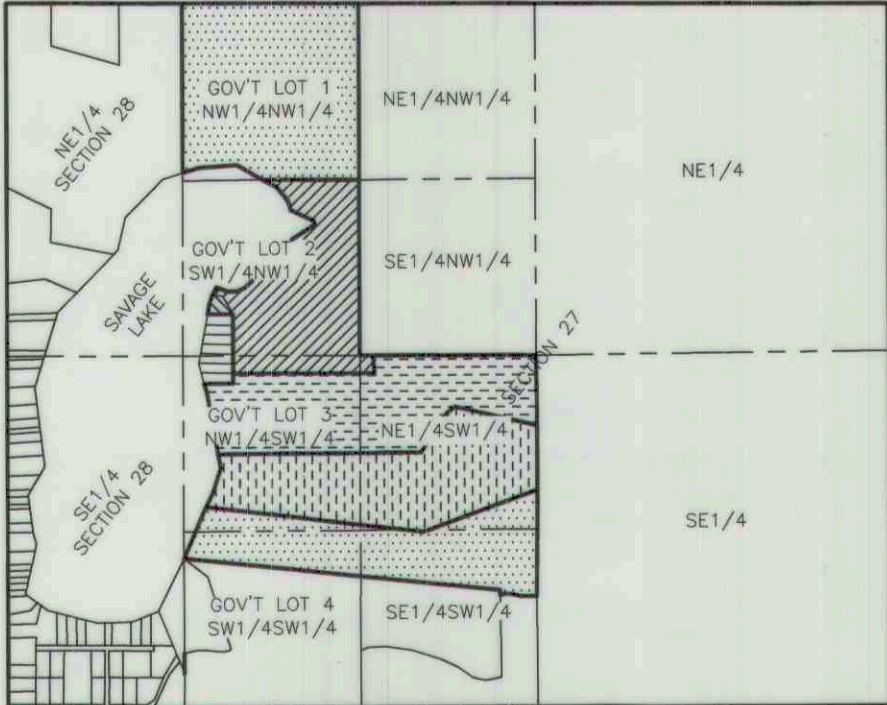 NE1/4
SECTION 28
GOV'T LOT 1
NW1/4NW1/4
NE1/4NW1/4
NE1/4
GOV'T LOT 2
SW1/4NW1/4
SE1/4NW1/4
SAVAGE
LAKE
SECTION 27
GOV'T LOT 3
NW1/4SW1/4
NE1/4SW1/4
SE1/4
SECTION 28
SE1/4
GOV'T LOT 4
SW1/4SW1/4
SE1/4SW1/4